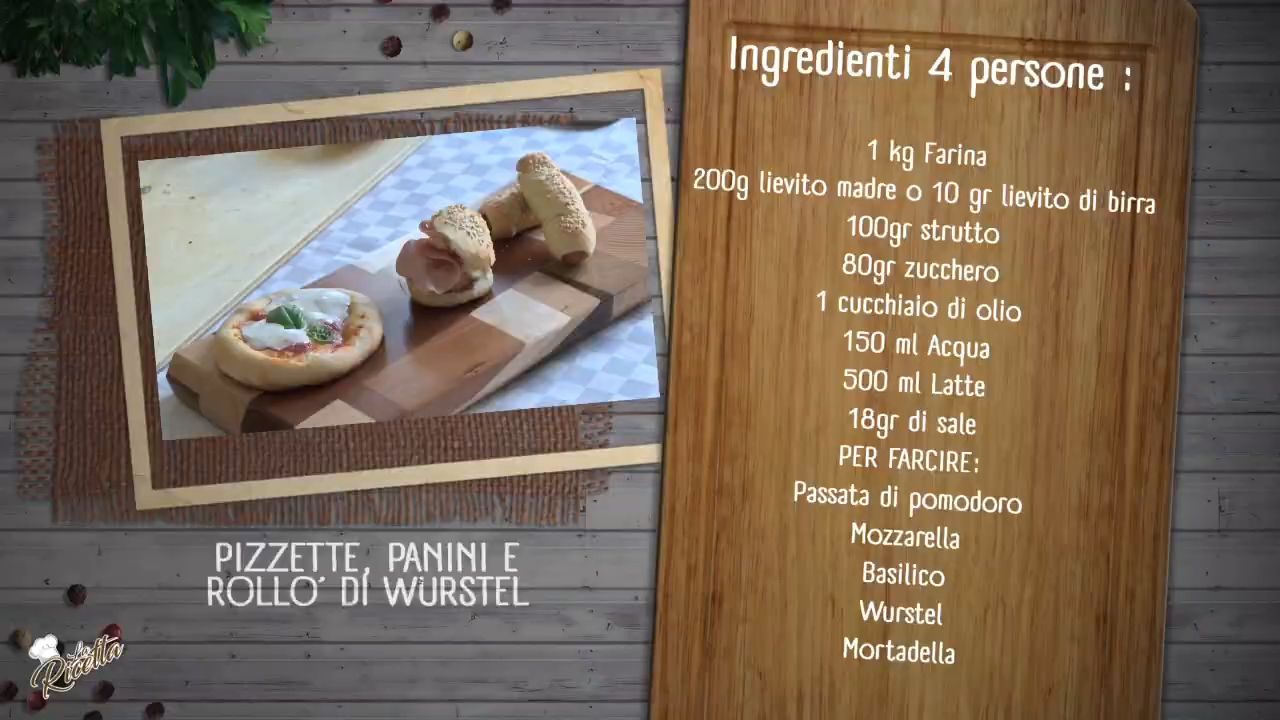 Ingredienti 4 persone :
1 kg Farina
200g lievito madre o 10 gr lievito di birra
100gr strutto
80gr zucchero
1 cucchiaio di olio
150 ml Acqua
500 ml Latte
18gr di sale
PER FARCIRE:
Passata di pomodoro
Mozzarella
Basilico
Wurstel
Mortadella
PIZZETTE, PANINI E
ROLLO' DI WÜRSTEL
La
Ricetta